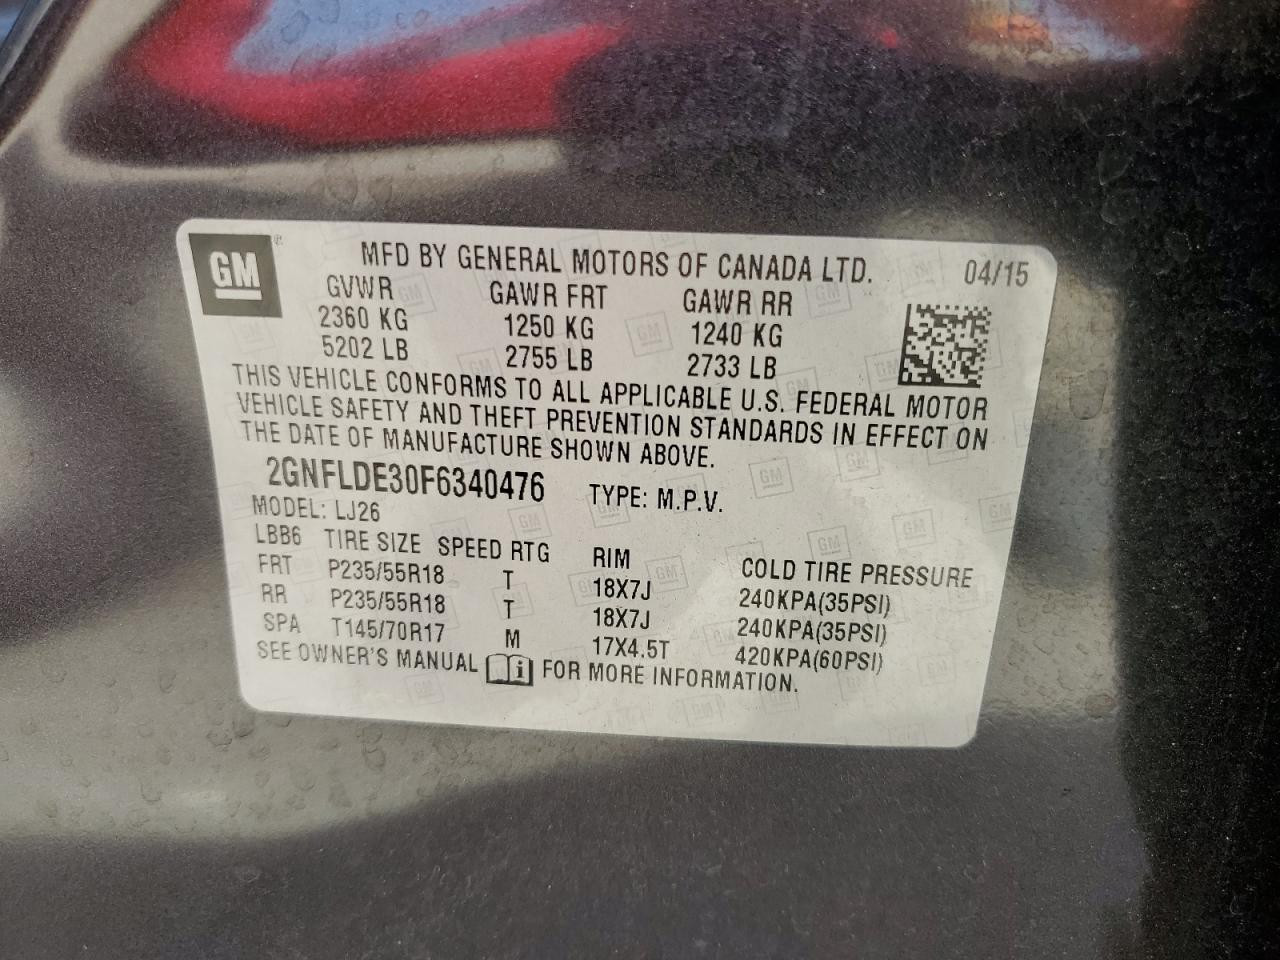 GM ®
MFD BY GENERAL MOTORS OF CANADA LTD. 04/15
GVWR GAWR FRT GAWR RR
2360 KG 1250 KG 1240 KG
5202 LB 2755 LB 2733 LB
THIS VEHICLE CONFORMS TO ALL APPLICABLE U.S. FEDERAL MOTOR
VEHICLE SAFETY AND THEFT PREVENTION STANDARDS IN EFFECT ON
THE DATE OF MANUFACTURE SHOWN ABOVE.
2GNFLDE30F6340476 TYPE: M.P.V.
MODEL: LJ26
LBB6 TIRE SIZE SPEED RTG RIM COLD TIRE PRESSURE
FRT P235/55R18 T 18X7J 240KPA(35PSI)
RR P235/55R18 T 18X7J 240KPA(35PSI)
SPA T145/70R17 M 17X4.5T 420KPA(60PSI)
SEE OWNER'S MANUAL i FOR MORE INFORMATION.